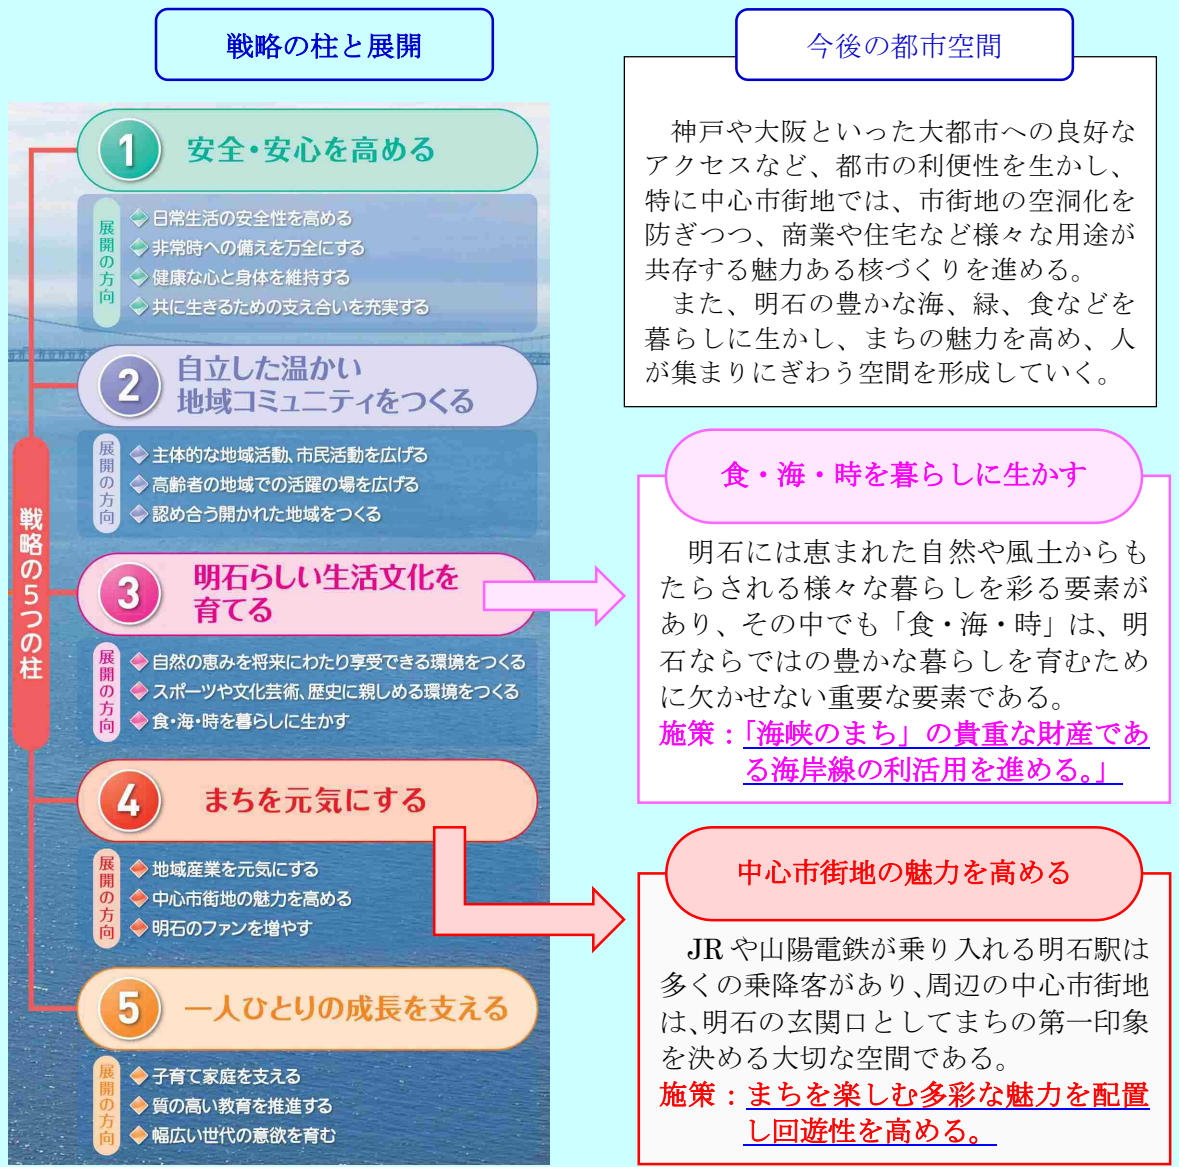 戦略の柱と展開
戦略の5つの柱
1 安全・安心を高める
展開の方向
日常生活の安全性を高める
非常時への備えを万全にする
健康な心と身体を維持する
共に生きるための支え合いを充実する
2 自立した温かい
地域コミュニティをつくる
展開の方向
主体的な地域活動、市民活動を広げる
高齢者の地域での活躍の場を広げる
認め合う開かれた地域をつくる
3 明石らしい生活文化を
育てる
展開の方向
自然の恵みを将来にわたり享受できる環境をつくる
スポーツや文化芸術、歴史に親しめる環境をつくる
食・海・時を暮らしに生かす
4 まちを元気にする
展開の方向
地域産業を元気にする
中心市街地の魅力を高める
明石のファンを増やす
5 一人ひとりの成長を支える
展開の方向
子育て家庭を支える
質の高い教育を推進する
幅広い世代の意欲を育む
今後の都市空間
神戸や大阪といった大都市への良好な
アクセスなど、都市の利便性を生かし、
特に中心市街地では、市街地の空洞化を
防ぎつつ、商業や住宅など様々な用途が
共存する魅力ある核づくりを進める。
また、明石の豊かな海、緑、食などを
暮らしに生かし、まちの魅力を高め、人
が集まりにぎわう空間を形成していく。
食・海・時を暮らしに生かす
明石には恵まれた自然や風土からも
たらされる様々な暮らしを彩る要素が
あり、その中でも「食・海・時」は、明
石ならではの豊かな暮らしを育むため
に欠かせない重要な要素である。
施策：「海峡のまち」の貴重な財産であ
る海岸線の利活用を進める。」
中心市街地の魅力を高める
JRや山陽電鉄が乗り入れる明石駅は
多くの乗降客があり、周辺の中心市街地
は、明石の玄関口としてまちの第一印象
を決める大切な空間である。
施策：まちを楽しむ多彩な魅力を配置
し回遊性を高める。